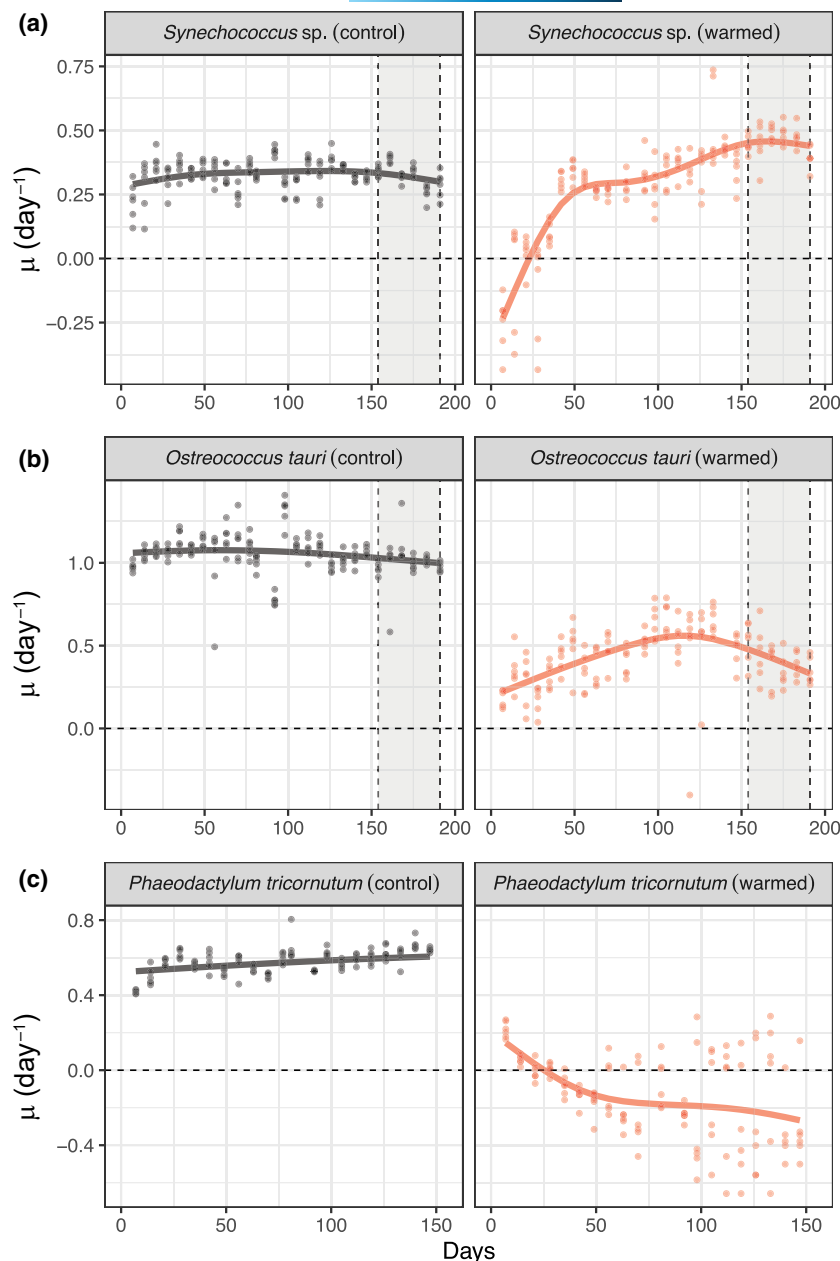 (a)
Synechococcus sp. (control) Synechococcus sp. (warmed)
0.75
0.50
0.25
0.00
−0.25
μ (day⁻¹)
0 50 100 150 200 0 50 100 150 200
(b)
Ostreococcus tauri (control) Ostreococcus tauri (warmed)
1.0
0.5
0.0
μ (day⁻¹)
0 50 100 150 200 0 50 100 150 200
(c)
Phaeodactylum tricornutum (control) Phaeodactylum tricornutum (warmed)
0.8
0.4
0.0
−0.4
μ (day⁻¹)
0 50 100 150 0 50 100 150
Days